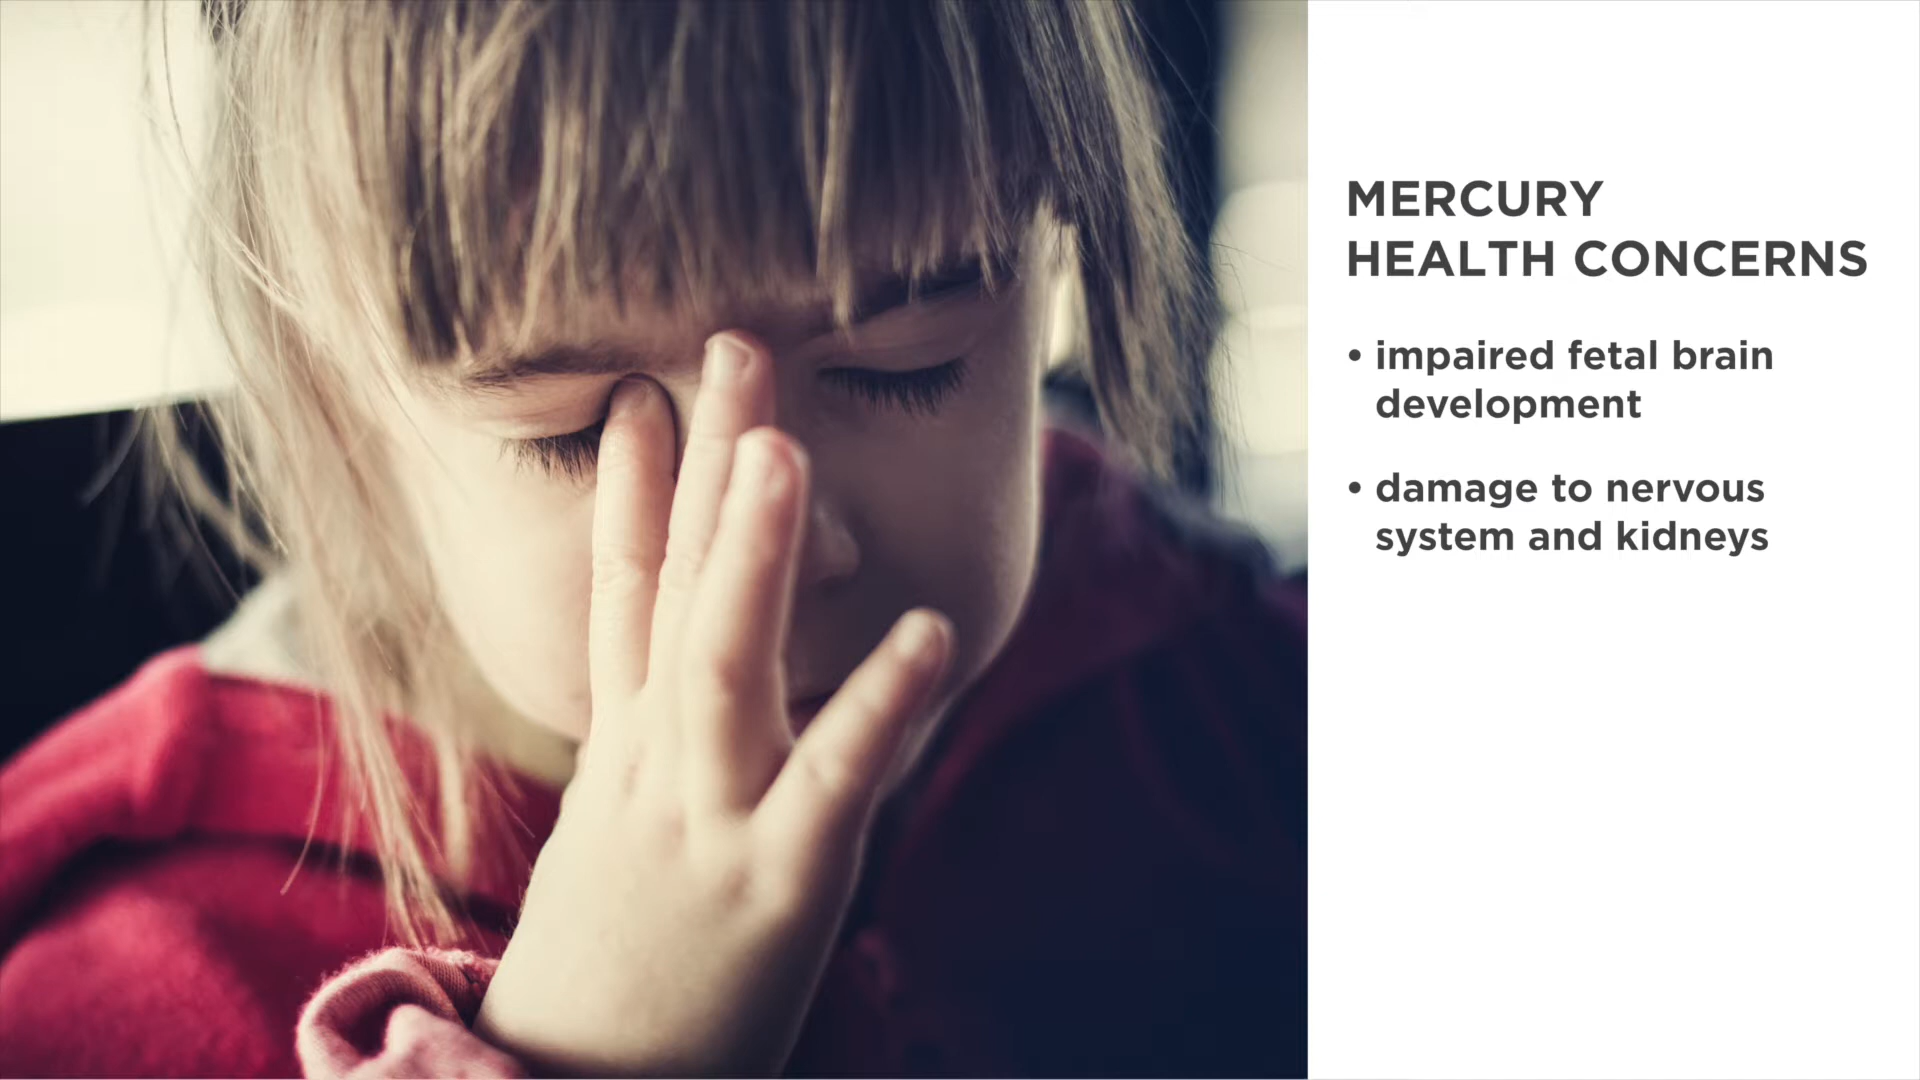 MERCURY
HEALTH CONCERNS
• impaired fetal brain
development
• damage to nervous
system and kidneys